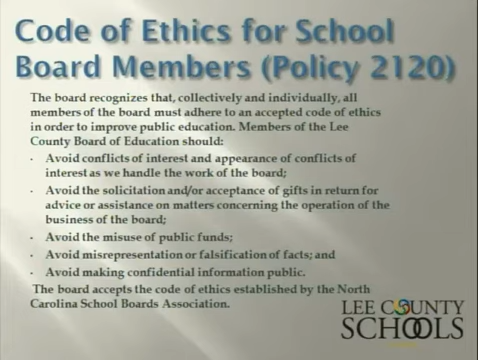 Code of Ethics for School
Board Members (Policy 2120)
The board recognizes that, collectively and individually, all
members of the board must adhere to an accepted code of ethics
in order to improve public education. Members of the Lee
County Board of Education should:
· Avoid conflicts of interest and appearance of conflicts of
interest as we handle the work of the board;
· Avoid the solicitation and/or acceptance of gifts in return for
advice or assistance on matters concerning the operation of the
business of the board;
· Avoid the misuse of public funds;
· Avoid misrepresentation or falsification of facts; and
· Avoid making confidential information public.
The board accepts the code of ethics established by the North
Carolina School Boards Association.
LEE COUNTY
SCHOOLS